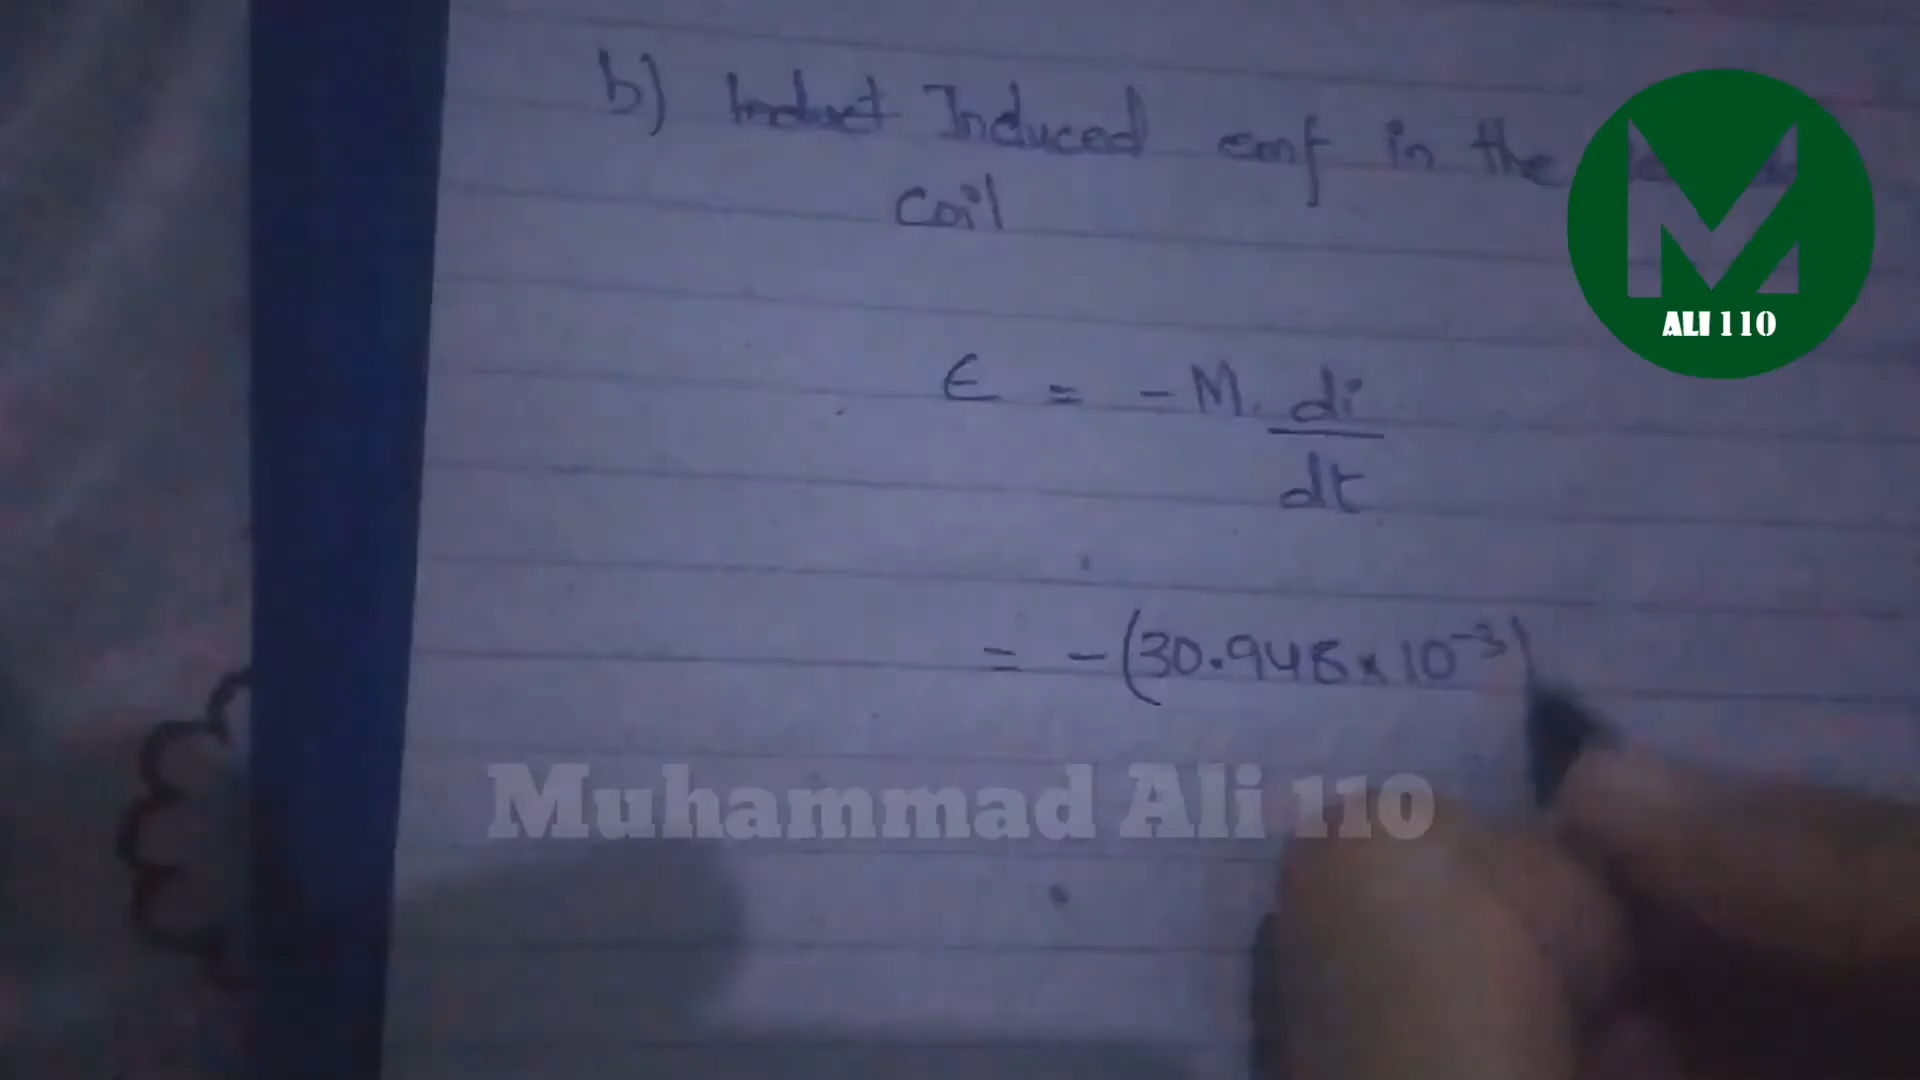 b) Induct Induced emf in the
coil
ALI 110
ε = -M. di
dt
= - (30.948 × 10⁻³)
Muhammad Ali 110